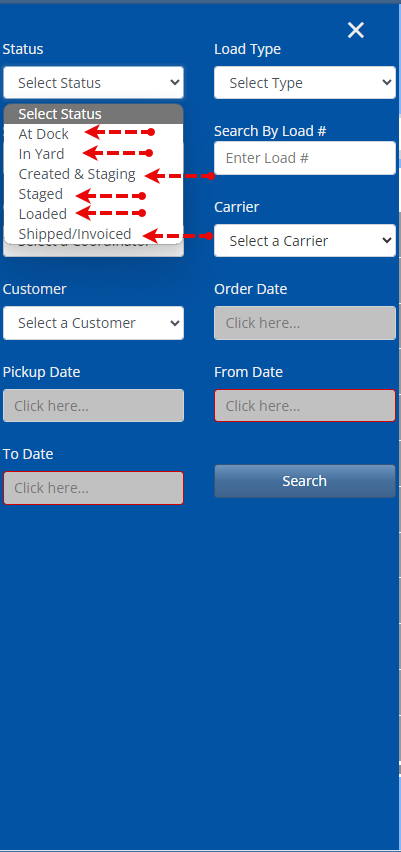 Status
Load Type
Select Status
Select Type
Select Status
At Dock
In Yard
Created & Staging
Staged
Loaded
Shipped/Invoiced
Search By Load #
Enter Load #
Carrier
Select a Carrier
Customer
Order Date
Select a Customer
Click here...
Pickup Date
From Date
Click here...
Click here...
To Date
Click here...
Search